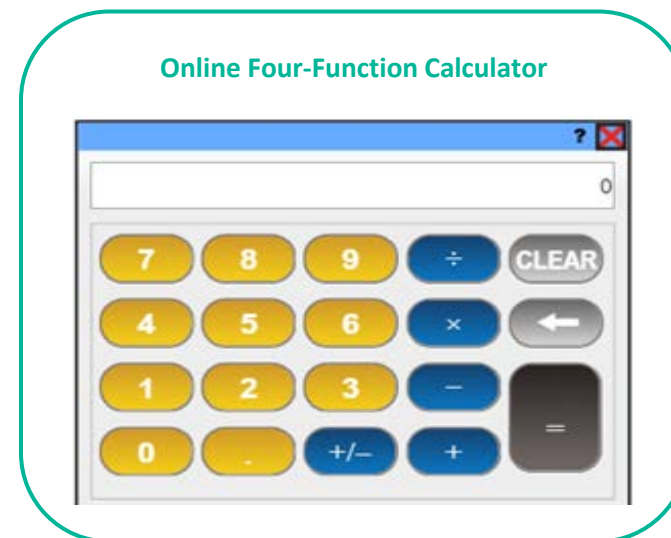 Online Four-Function Calculator
?
0
7 8 9 ÷ CLEAR
4 5 6 ×
1 2 3 −
=
0 . +/− +